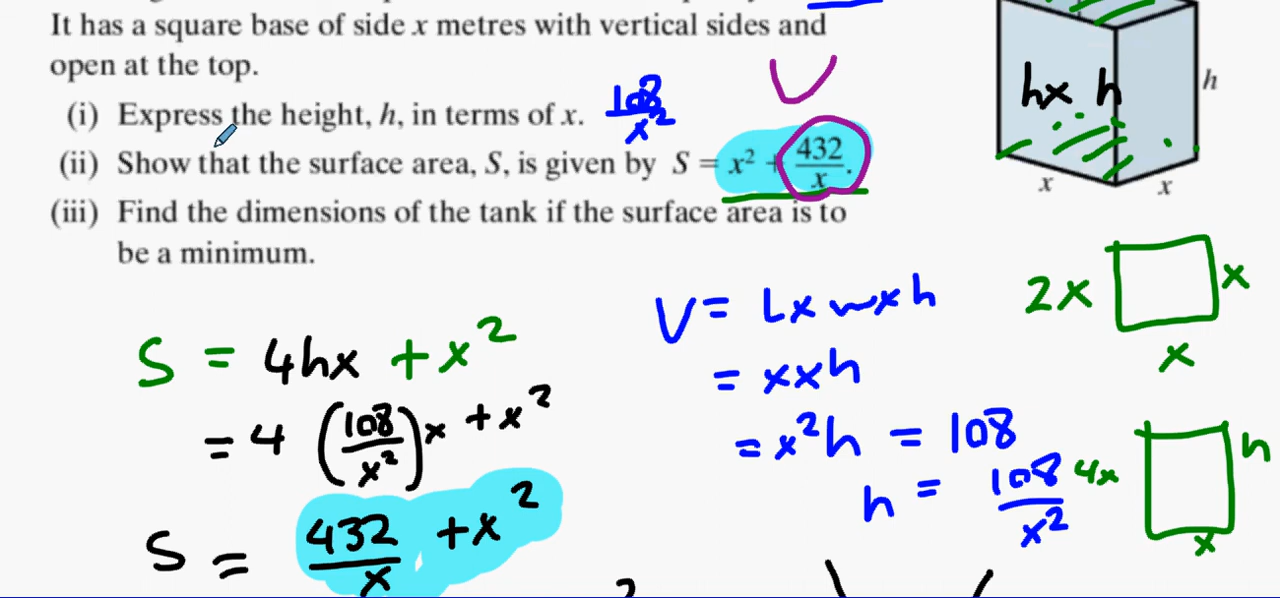 It has a square base of side x metres with vertical sides and
open at the top.
(i) Express the height, h, in terms of x. 108/x²
(ii) Show that the surface area, S, is given by S = x² + 432/x.
(iii) Find the dimensions of the tank if the surface area is to
be a minimum.
hx h
h
x x
S = 4hx + x²
= 4 (108/x²)x + x²
S = 432/x + x²
V = L x w x h
= x x h
= x²h = 108
h = 108/x²
2x x
x
4x h
x